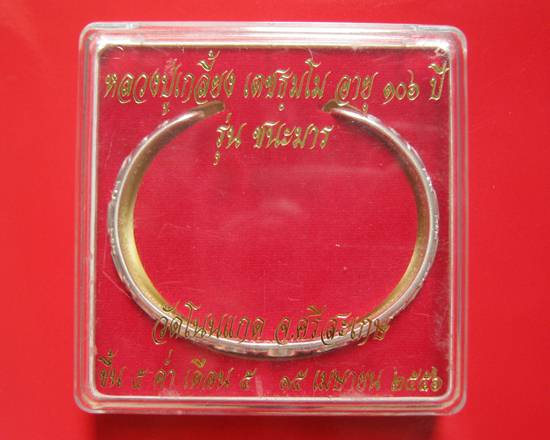 หลวงปู่เกลี้ยง เตชธมฺโม อายุ ๑๐๖ ปี
รุ่น ชนะมาร
วัดโนนแกด จ.ศรีสะเกษ
ขึ้น ๕ ค่ำ เดือน ๕ ๑๕ เมษายน ๒๕๕๖